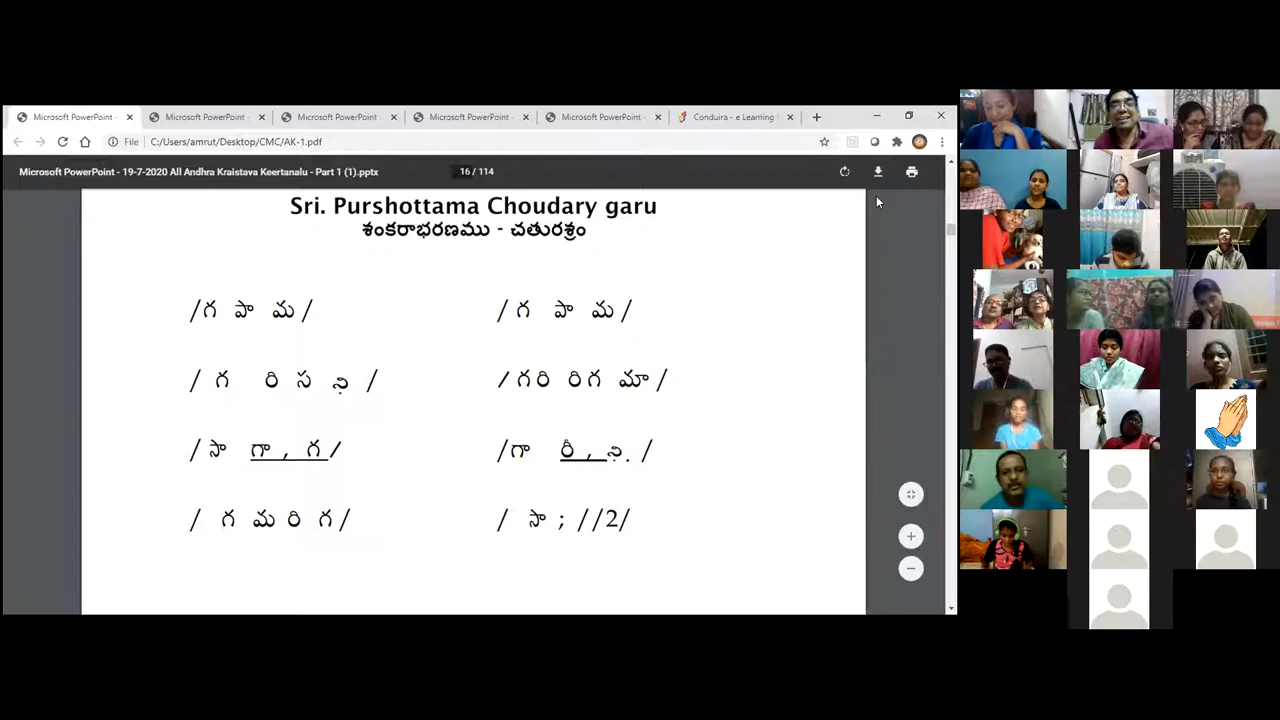 Microsoft PowerPoint - Microsoft PowerPoint - Microsoft PowerPoint - Microsoft PowerPoint - Microsoft PowerPoint - Conduira - e Learning
File C:/Users/amrut/Desktop/CMC/AK-1.pdf
Microsoft PowerPoint - 19-7-2020 All Andhra Kraistava Keertanalu - Part 1 (1).pptx 16 / 114
Sri. Purshottama Choudary garu
శంకరాభరణము - చతురశ్రం
/గ పా మ/ / గ పా మ/
/ గ రి స ని / /గరి రిగ మా/
/ సా గా , గ/ /గా రీ , ని. /
/ గ మ రి గ/ / సా ; //2/